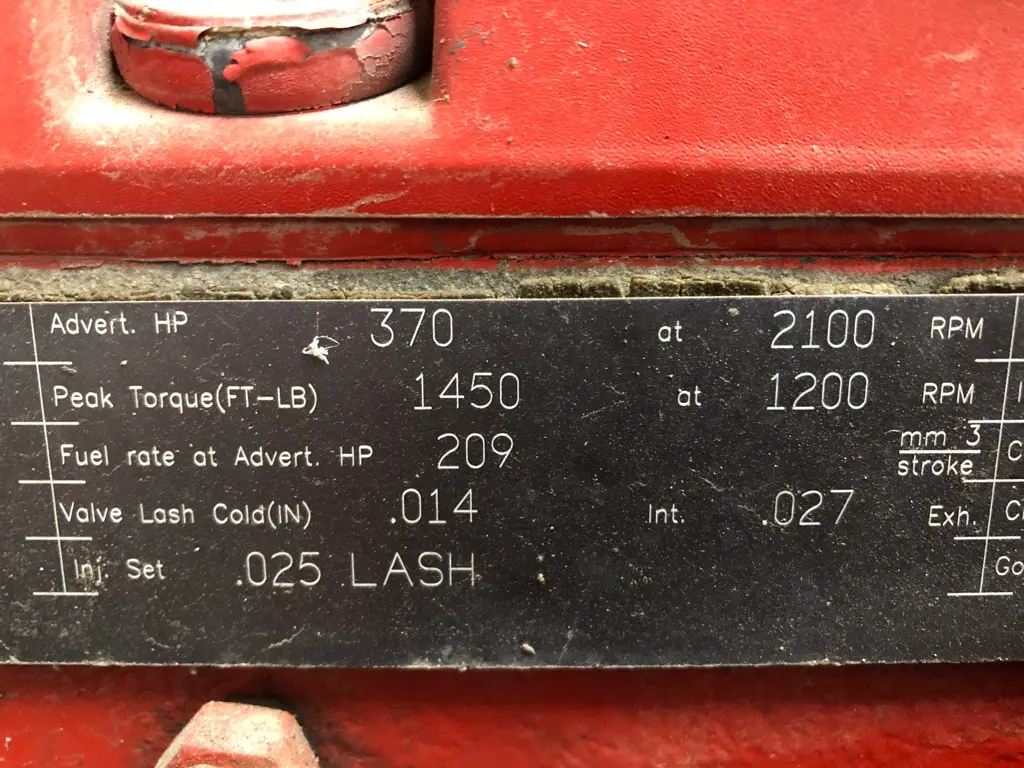 Advert. HP 370 at 2100 RPM
Peak Torque(FT-LB) 1450 at 1200 RPM
Fuel rate at Advert. HP 209 mm 3
stroke
Valve Lash Cold(IN) .014 Int. .027 Exh.
Inj. Set .025 LASH